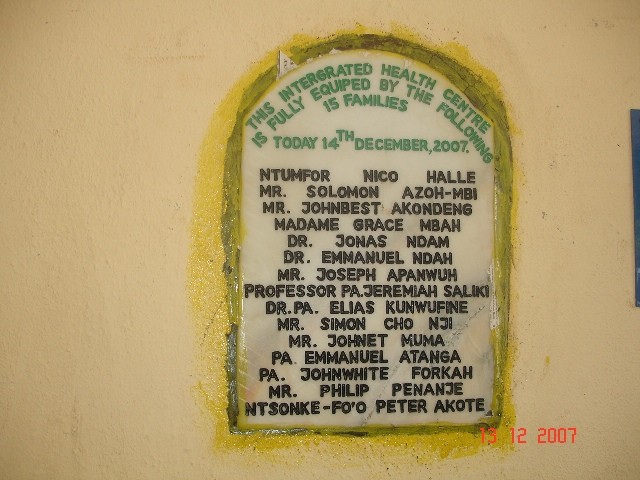 THIS INTERGRATED HEALTH CENTRE
IS FULLY EQUIPED BY THE FOLLOWING
15 FAMILIES
TODAY 14TH DECEMBER, 2007.
NTUMFOR NICO HALLE
MR. SOLOMON AZOH-MBI
MR. JOHNBEST AKONDENG
MADAME GRACE MBAH
DR. JONAS NDAM
DR. EMMANUEL NDAH
MR. JOSEPH APANWUH
PROFESSOR PA.JEREMIAH SALIKI
DR.PA. ELIAS KUNWUFINE
MR. SIMON CHO NJI
MR. JOHNET MUMA
PA. EMMANUEL ATANGA
PA. JOHNWHITE FORKAH
MR. PHILIP PENANJE
NTSONKE-FO'O PETER AKOTE
13 12 2007